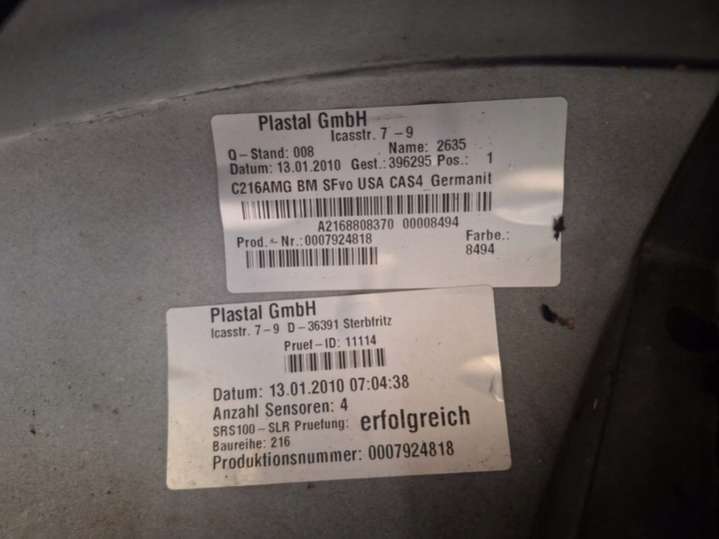 Plastal GmbH
Icasstr. 7 - 9
Q - Stand: 008 Name: 2635
Datum: 13.01.2010 Gest.: 396295 Pos.: 1
C216AMG BM SFvo USA CAS4_Germanit
A2168808370 00008494
Prod. - Nr.:0007924818 Farbe.:
8494
Plastal GmbH
Icasstr. 7 - 9 D - 36391 Sterbfritz
Pruef - ID: 11114
Datum: 13.01.2010 07:04:38
Anzahl Sensoren: 4
SRS100 - SLR Pruefung: erfolgreich
Baureihe: 216
Produktionsnummer: 0007924818